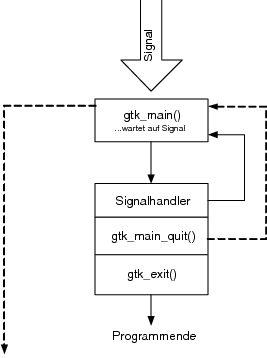 Signal
gtk_main()
...wartet auf Signal
Signalhandler
gtk_main_quit()
gtk_exit()
Programmende